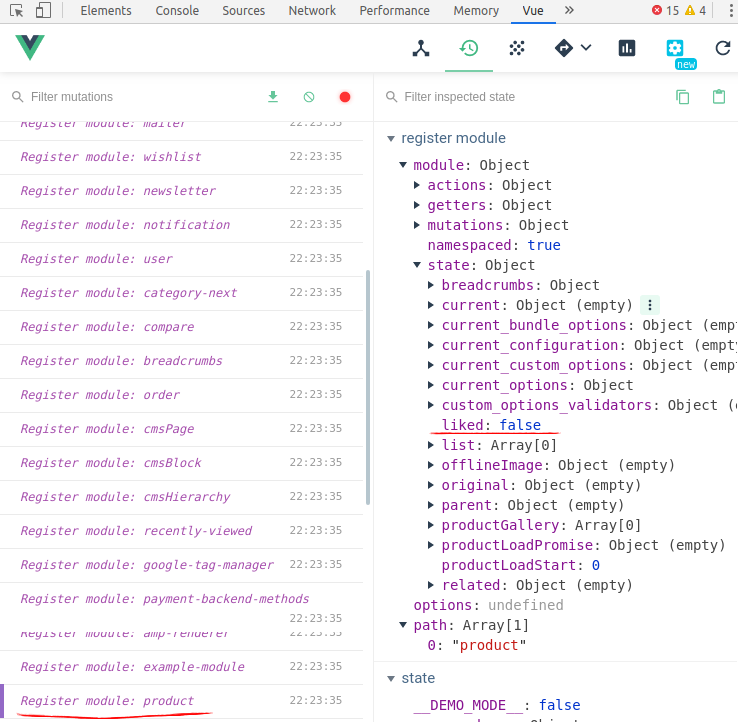 Elements Console Sources Network Performance Memory Vue » 15 4
new
Filter mutations
Register module: mailer 22:23:35
Register module: wishlist 22:23:35
Register module: newsletter 22:23:35
Register module: notification 22:23:35
Register module: user 22:23:35
Register module: category-next 22:23:35
Register module: compare 22:23:35
Register module: breadcrumbs 22:23:35
Register module: order 22:23:35
Register module: cmsPage 22:23:35
Register module: cmsBlock 22:23:35
Register module: cmsHierarchy 22:23:35
Register module: recently-viewed 22:23:35
Register module: google-tag-manager 22:23:35
Register module: payment-backend-methods
22:23:35
Register module: amp-renderer 22:23:35
Register module: example-module 22:23:35
Register module: product 22:23:35
Filter inspected state
register module
module: Object
actions: Object
getters: Object
mutations: Object
namespaced: true
state: Object
breadcrumbs: Object
current: Object (empty)
current_bundle_options: Object (empt
current_configuration: Object (empty
current_custom_options: Object (empt
current_options: Object
custom_options_validators: Object (e
liked: false
list: Array[0]
offlineImage: Object (empty)
original: Object (empty)
parent: Object (empty)
productGallery: Array[0]
productLoadPromise: Object (empty)
productLoadStart: 0
related: Object (empty)
options: undefined
path: Array[1]
0: "product"
state
__DEMO_MODE__: false